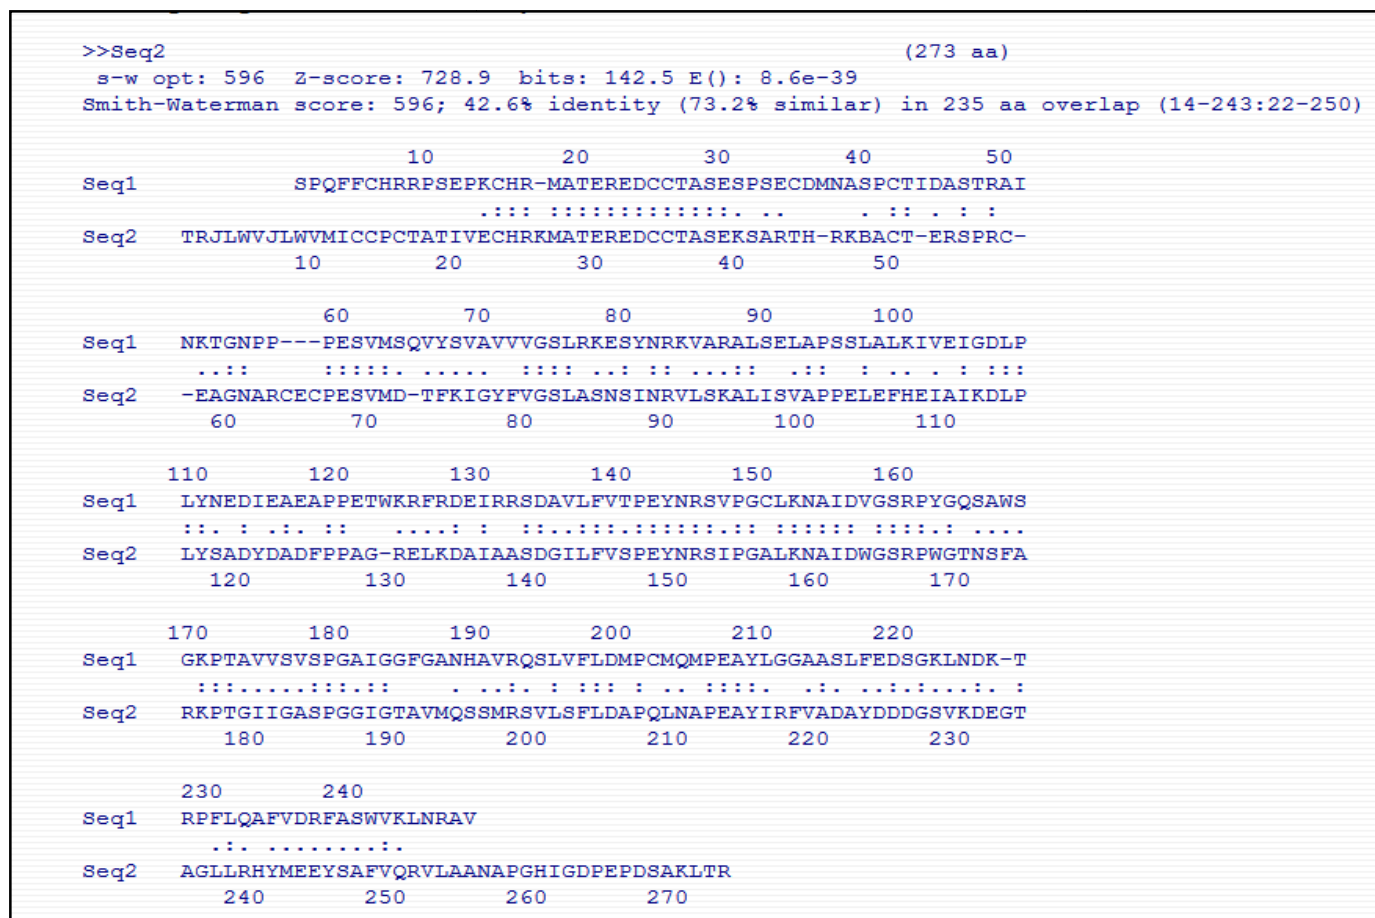 >>Seq2 (273 aa)
s-w opt: 596 Z-score: 728.9 bits: 142.5 E(): 8.6e-39
Smith-Waterman score: 596; 42.6% identity (73.2% similar) in 235 aa overlap (14-243:22-250)
10 20 30 40 50
Seq1 SPQFFCHRRPSEPKCHR-MATEREDCCTASESPSECDMNASPCTIDASTRAI
.::: :::::::::::::. .. . :: . : :
Seq2 TRJLWVJLWVMICCPCTATIVECHRKMATEREDCCTASEKSARTH-RKBACT-ERSPRC-
10 20 30 40 50
60 70 80 90 100
Seq1 NKTGNPP---PESVMSQVYSVAVVVGSLRKESYNRKVARALSELAPSSLALKIVEIGDLP
..:: :::::. ..... :::: ..: :: ...:: .:: : .. . : :::
Seq2 -EAGNARCECPESVMD-TFKIGYFVGSLASNSINRVLSKALISVAPPELEFHEIAIKDLP
60 70 80 90 100 110
110 120 130 140 150 160
Seq1 LYNEDIEAEAPPETWKRFRDEIRRSDAVLFVTPEYNRSVPGCLKNAIDVGSRPYGQSAWS
::. : .:. :: ....: : ::..:::.:::::::.:: :::::: ::::.: ....
Seq2 LYSADYDADFPPAG-RELKDAIAASDGILFVSPEYNRSIPGALKNAIDWGSRPWGTNSFA
120 130 140 150 160 170
170 180 190 200 210 220
Seq1 GKPTAVVSVSPGAIGGFGANHAVRQSLVFLDMPCMQMPEAYLGGAASLFEDSGKLNDK-T
:::.....:::.:: . ..:. : ::: : .. ::::. .:. ..:.:...:. :
Seq2 RKPTGIIGASPGGIGTAVMQSSMRSVLSFLDAPQLNAPEAYIRFVADAYDDDGSVKDEGT
180 190 200 210 220 230
230 240
Seq1 RPFLQAFVDRFASWVKLNRAV
.:. ........:.
Seq2 AGLLRHYMEEYSAFVQRVLAANAPGHIGDPEPDSAKLTR
240 250 260 270